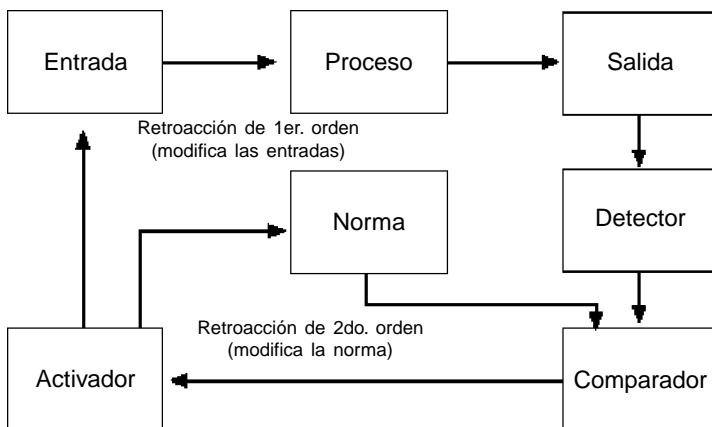 Entrada
Proceso
Salida
Retroacción de 1er. orden
(modifica las entradas)
Norma
Detector
Retroacción de 2do. orden
(modifica la norma)
Activador
Comparador